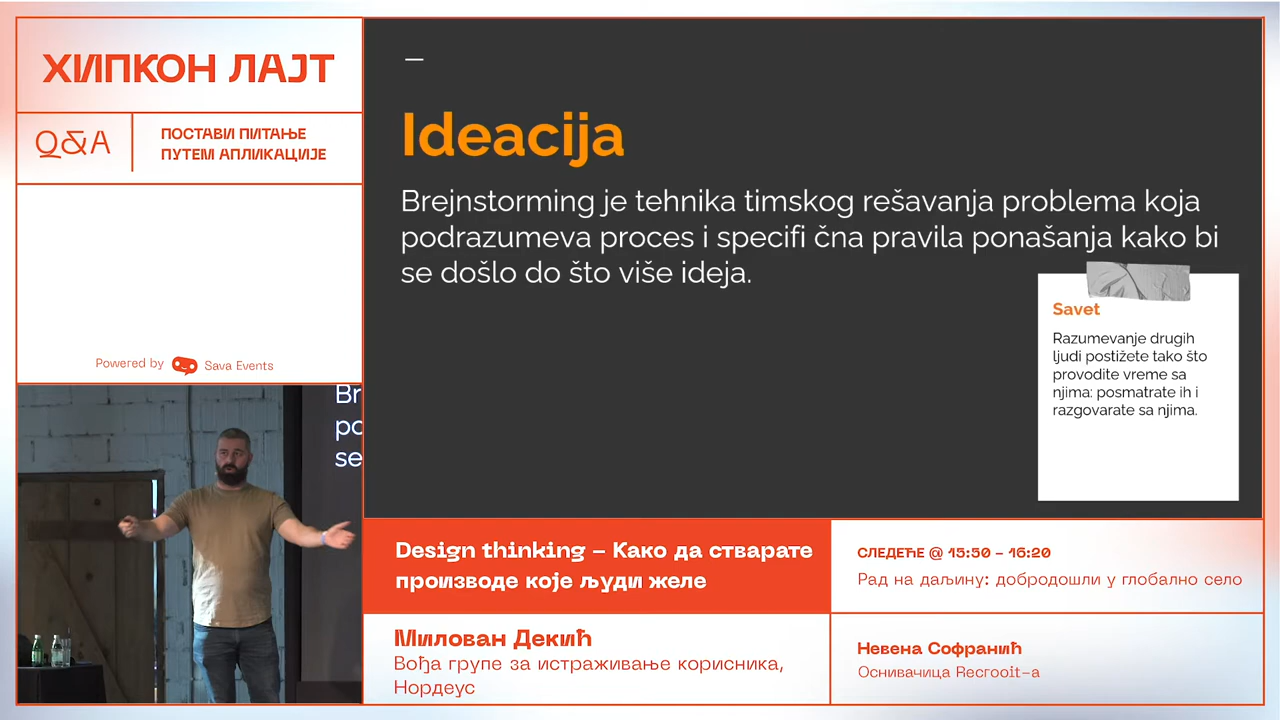 ХИПКОН ЛАЈТ
Q&A
ПОСТАВИ ПИТАЊЕ
ПУТЕМ АПЛИКАЦИЈЕ
Powered by Sava Events
Br
po
se
Ideacija
Brejnstorming je tehnika timskog rešavanja problema koja
podrazumeva proces i specifi čna pravila ponašanja kako bi
se došlo do što više ideja.
Savet
Razumevanje drugih
ljudi postižete tako što
provodite vreme sa
njima: posmatrate ih i
razgovarate sa njima.
Design thinking – Како да стварате
производе које људи желе
Милован Декић
Вођа групе за истраживање корисника,
Нордеус
СЛЕДЕЋЕ @ 15:50 – 16:20
Рад на даљину: добродошли у глобално село
Невена Софранић
Оснивачица Recrooit-а